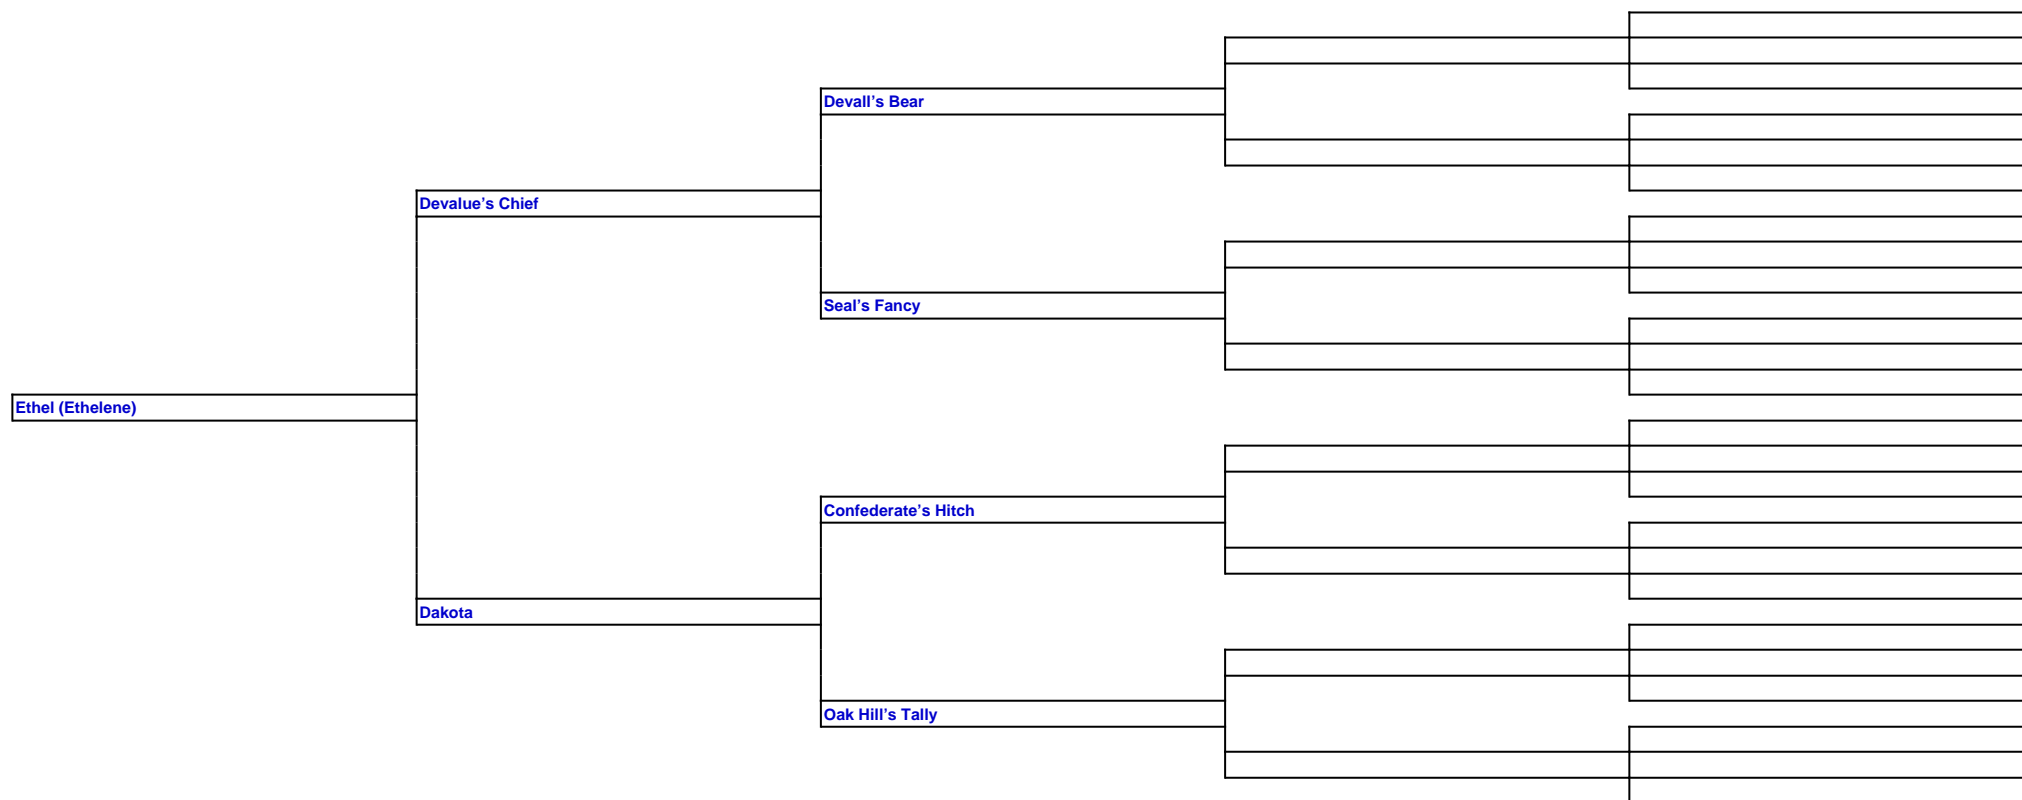 Devall’s Bear
Devalue’s Chief
Seal’s Fancy
Ethel (Ethelene)
Confederate’s Hitch
Dakota
Oak Hill’s Tally